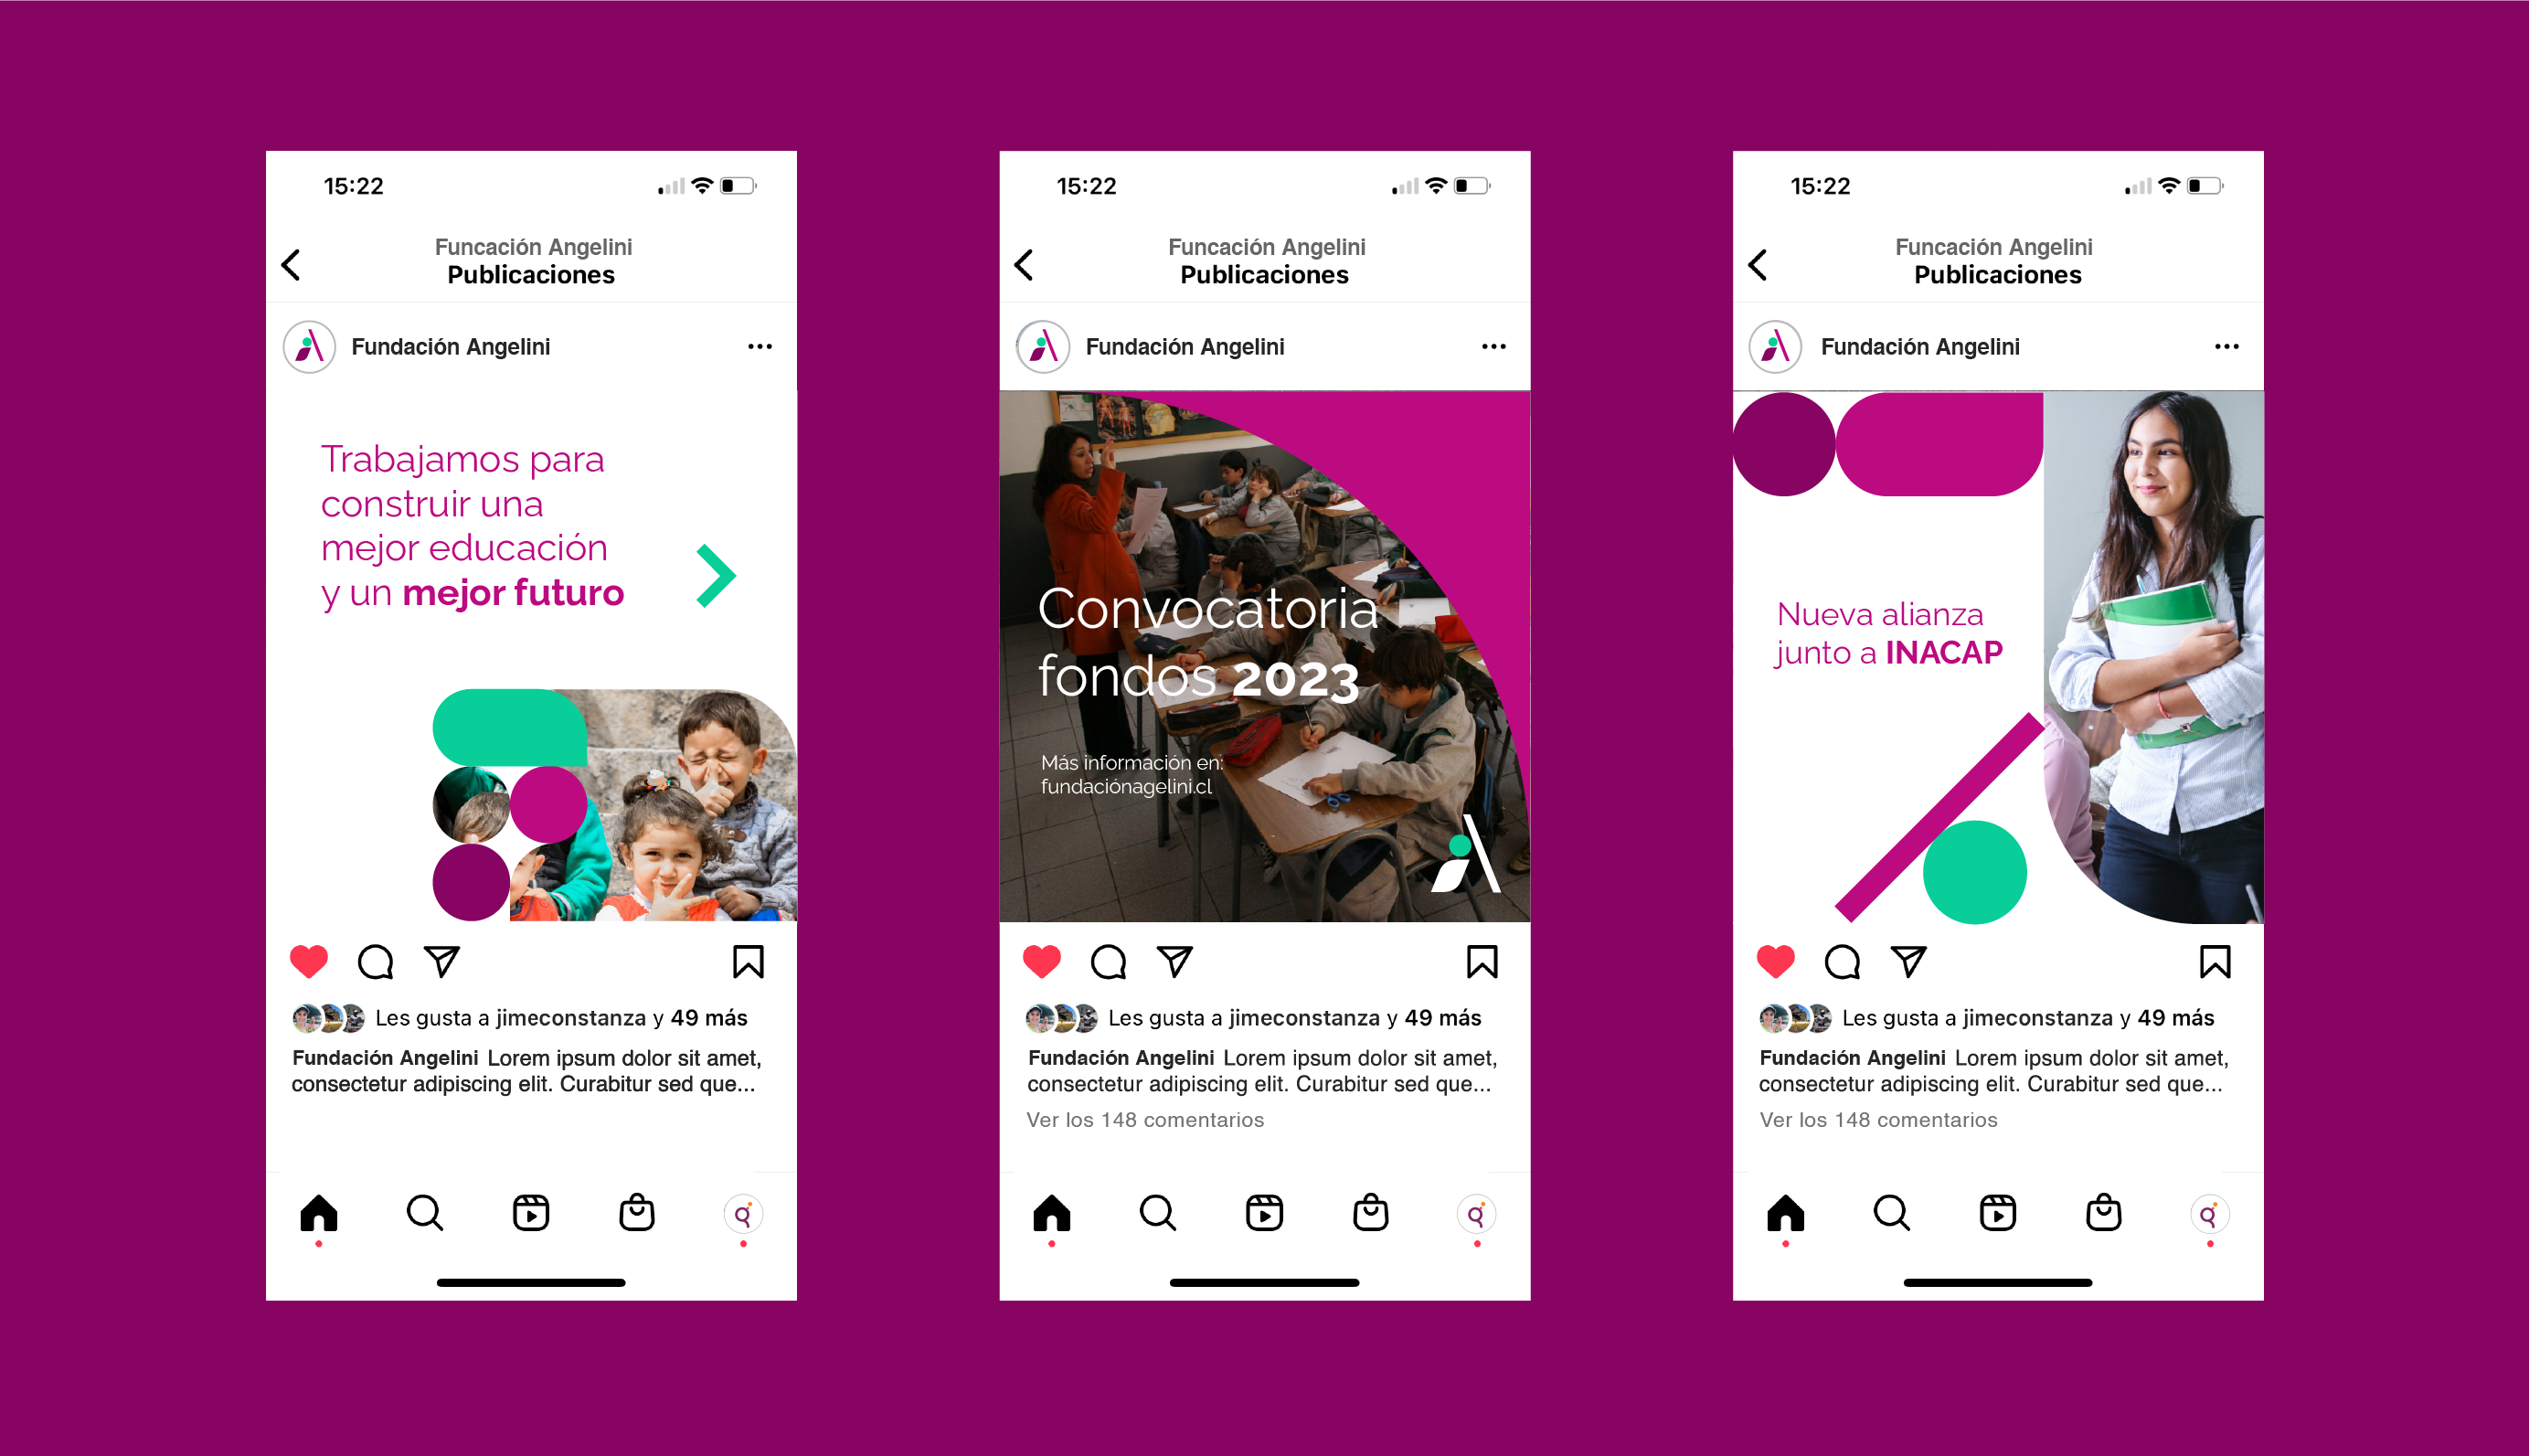 15:22
Funcación Angelini
Publicaciones
Fundación Angelini
Trabajamos para
construir una
mejor educación
y un mejor futuro
Les gusta a jimeconstanza y 49 más
Fundación Angelini Lorem ipsum dolor sit amet,
consectetur adipiscing elit. Curabitur sed que...
15:22
Funcación Angelini
Publicaciones
Fundación Angelini
Convocatoria
fondos 2023
Más información en:
fundaciónagelini.cl
Les gusta a jimeconstanza y 49 más
Fundación Angelini Lorem ipsum dolor sit amet,
consectetur adipiscing elit. Curabitur sed que...
Ver los 148 comentarios
15:22
Funcación Angelini
Publicaciones
Fundación Angelini
Nueva alianza
junto a INACAP
Les gusta a jimeconstanza y 49 más
Fundación Angelini Lorem ipsum dolor sit amet,
consectetur adipiscing elit. Curabitur sed que...
Ver los 148 comentarios